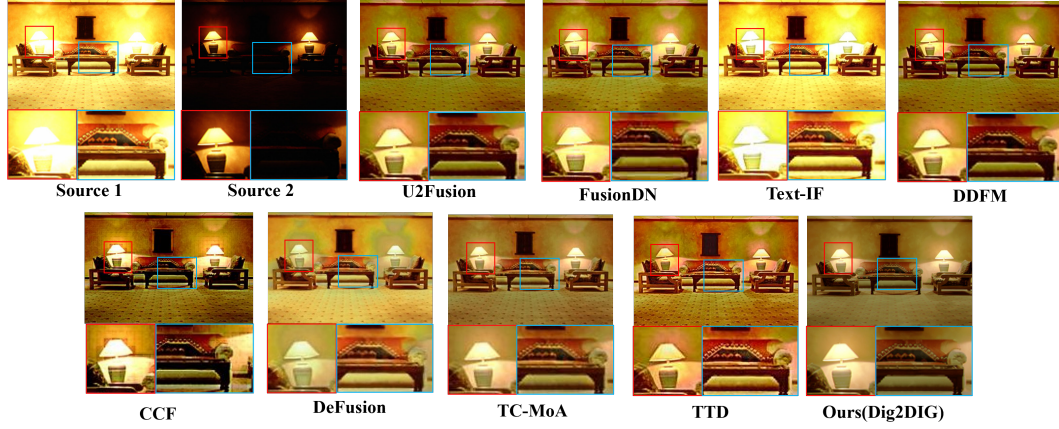 Source 1
Source 2
U2Fusion
FusionDN
Text-IF
DDFM
CCF
DeFusion
TC-MoA
TTD
Ours(Dig2DIG)